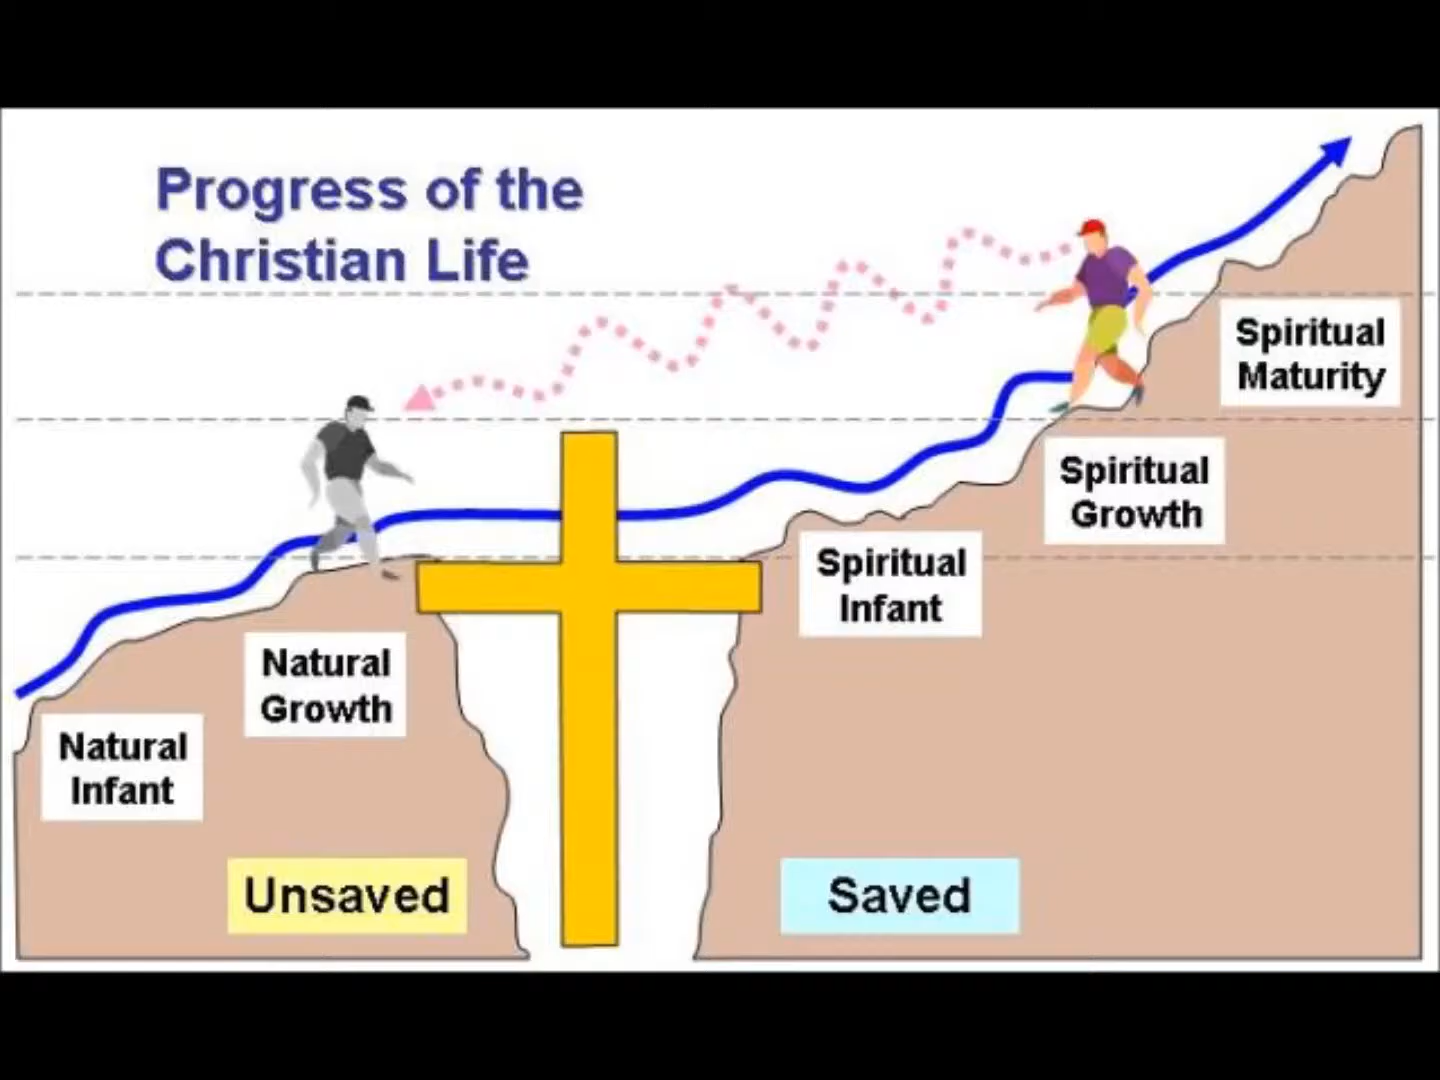 Progress of the
Christian Life
Spiritual
Maturity
Spiritual
Growth
Spiritual
Infant
Natural
Growth
Natural
Infant
Unsaved
Saved